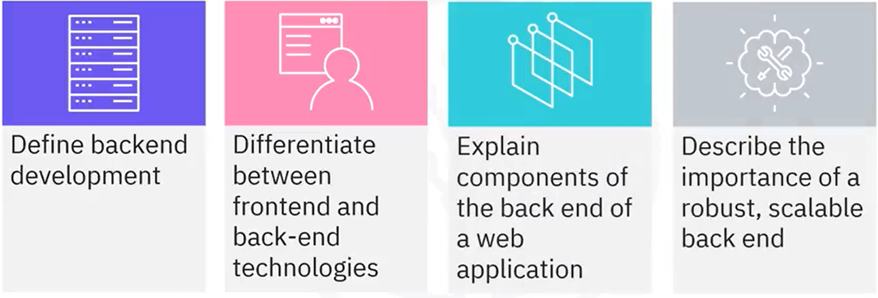 Define backend
development
Differentiate
between
frontend and
back-end
technologies
Explain
components of
the back end of
a web
application
Describe the
importance of a
robust, scalable
back end